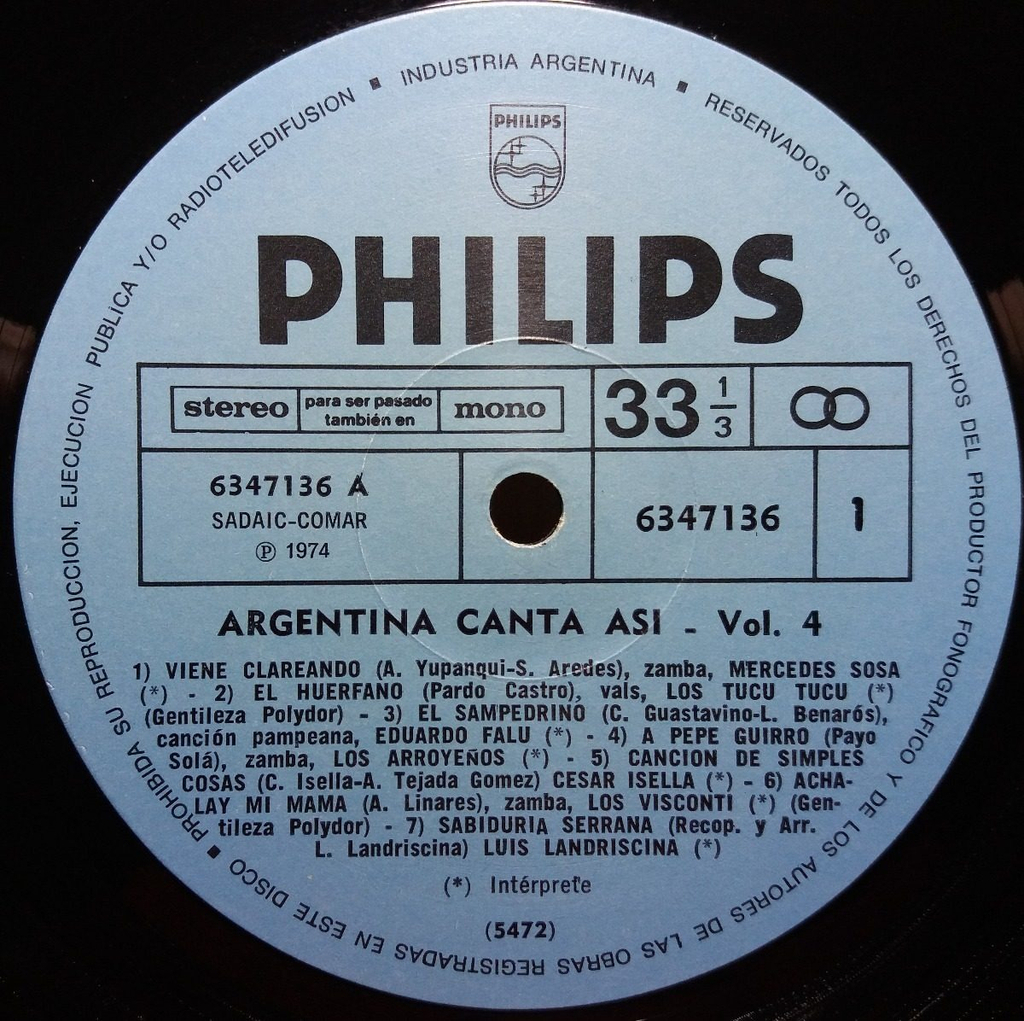 PROHIBIDA SU REPRODUCCION, EJECUCION PUBLICA Y/O RADIOTELEDIFUSION ■ INDUSTRIA ARGENTINA ■ RESERVADOS TODOS LOS DERECHOS DEL PRODUCTOR FONOGRAFICO Y DE LOS AUTORES DE LAS OBRAS REGISTRADAS EN ESTE DISCO ■
PHILIPS
PHILIPS
stereo
para ser pasado
también en
mono
33 1/3
6347136 A
SADAIC-COMAR
℗ 1974
6347136
1
ARGENTINA CANTA ASI - Vol. 4
1) VIENE CLAREANDO (A. Yupanqui-S. Aredes), zamba, MERCEDES SOSA
(*) - 2) EL HUERFANO (Pardo Castro), vals, LOS TUCU TUCU (*)
(Gentileza Polydor) - 3) EL SAMPEDRINO (C. Guastavino-L. Benarós),
canción pampeana, EDUARDO FALU (*) - 4) A PEPE GUIRRO (Payo
Solá), zamba, LOS ARROYEÑOS (*) - 5) CANCION DE SIMPLES
COSAS (C. Isella-A. Tejada Gomez) CESAR ISELLA (*) - 6) ACHA-
LAY MI MAMA (A. Linares), zamba, LOS VISCONTI (*) (Gen-
tileza Polydor) - 7) SABIDURIA SERRANA (Recop. y Arr.
L. Landriscina) LUIS LANDRISCINA (*)
(*) Intérprete
(5472)